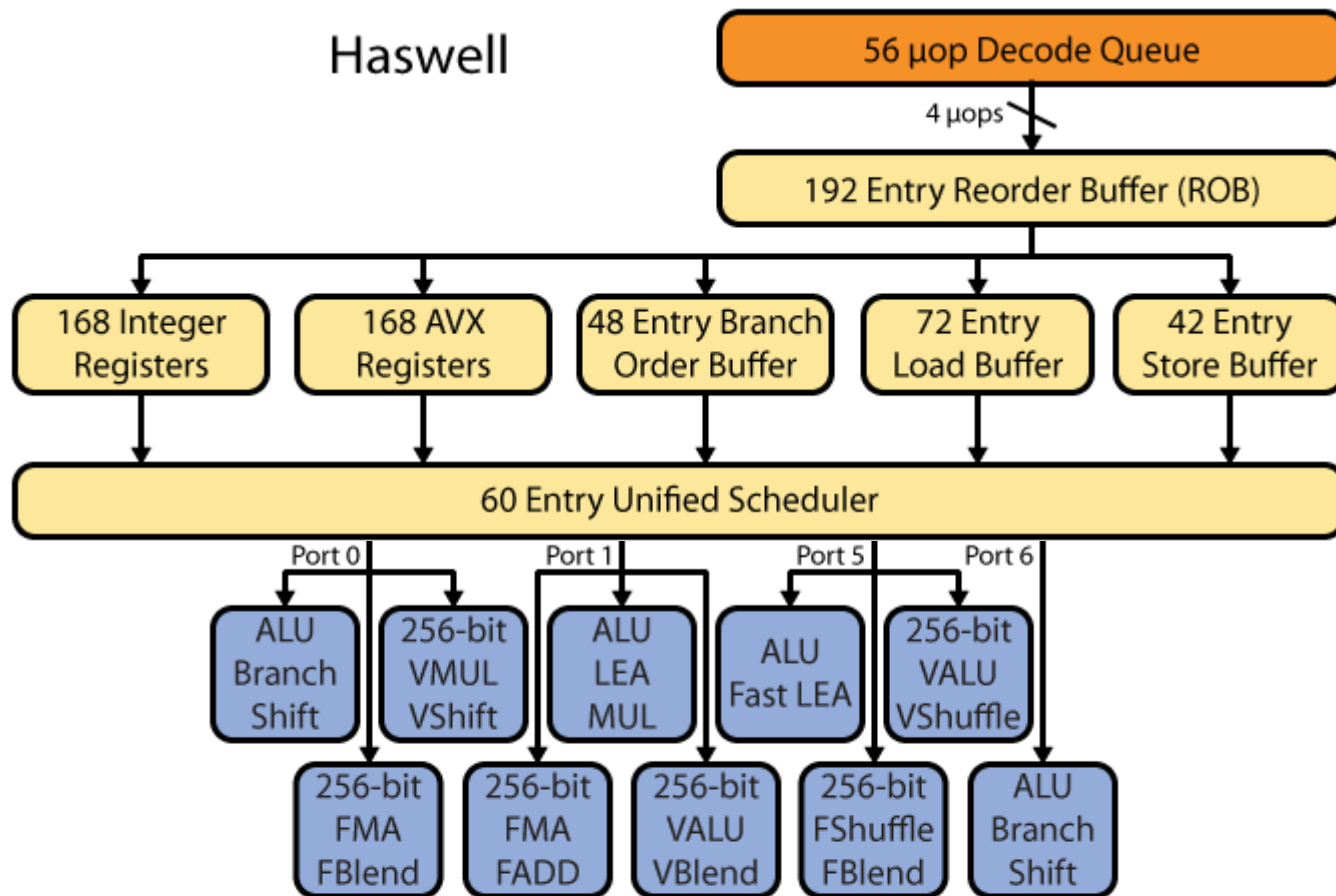 Haswell
56 µop Decode Queue
4 µops
192 Entry Reorder Buffer (ROB)
168 Integer
Registers
168 AVX
Registers
48 Entry Branch
Order Buffer
72 Entry
Load Buffer
42 Entry
Store Buffer
60 Entry Unified Scheduler
Port 0
Port 1
Port 5
Port 6
ALU
Branch
Shift
256-bit
VMUL
VShift
ALU
LEA
MUL
ALU
Fast LEA
256-bit
VALU
VShuffle
256-bit
FMA
FBlend
256-bit
FMA
FADD
256-bit
VALU
VBlend
256-bit
FShuffle
FBlend
ALU
Branch
Shift